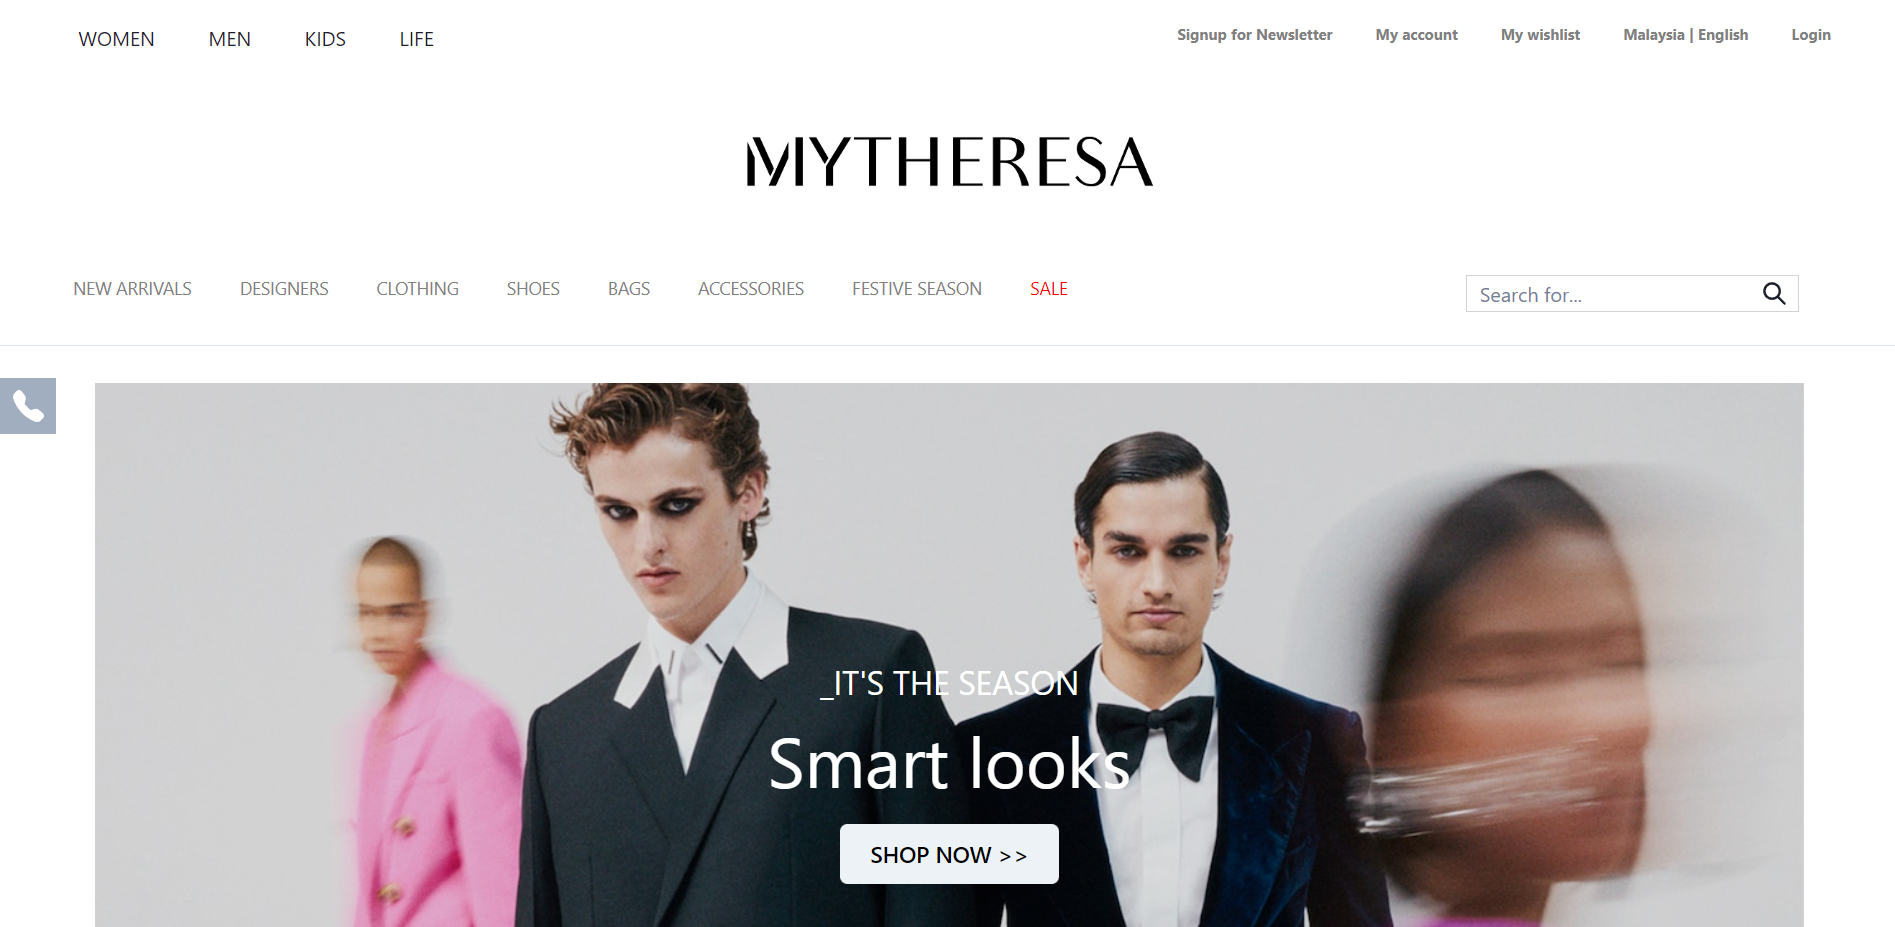 WOMEN MEN KIDS LIFE Signup for Newsletter My account My wishlist Malaysia | English Login
MYTHERESA
NEW ARRIVALS DESIGNERS CLOTHING SHOES BAGS ACCESSORIES FESTIVE SEASON SALE Search for...
_IT'S THE SEASON
Smart looks
SHOP NOW >>